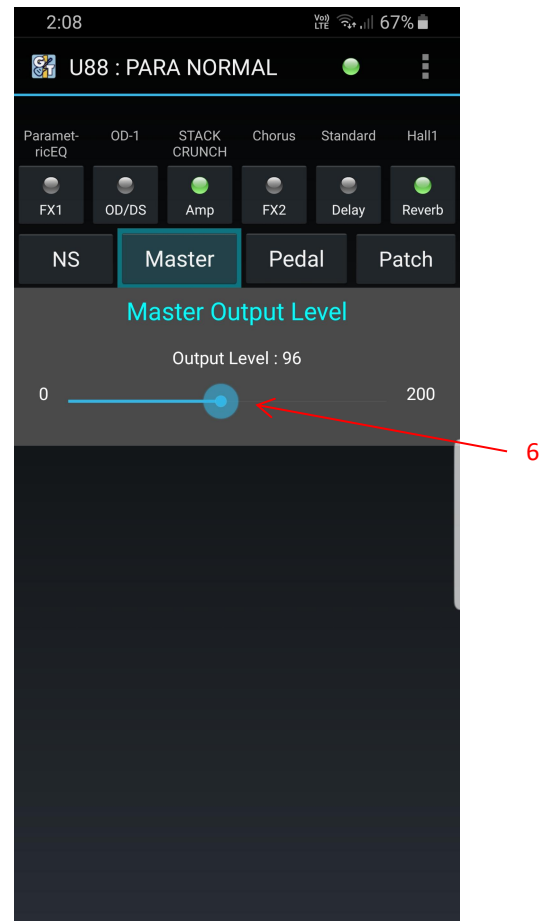 2:08 Vo)) LTE 67%
U88 : PARA NORMAL
Paramet-
ricEQ
OD-1
STACK
CRUNCH
Chorus
Standard
Hall1
FX1 OD/DS Amp FX2 Delay Reverb
NS Master Pedal Patch
Master Output Level
Output Level : 96
0 200
6